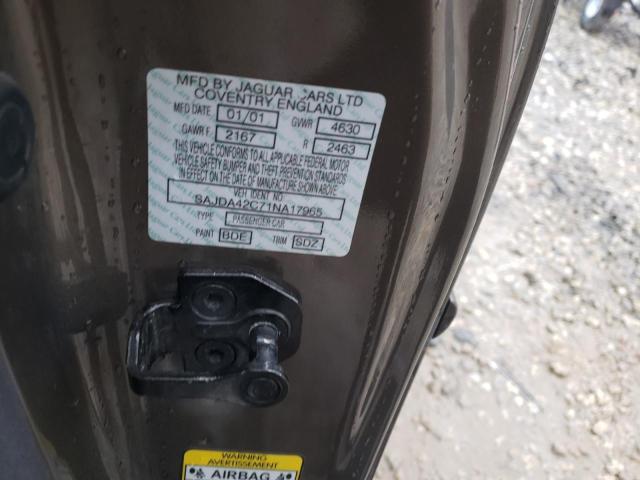 MFD BY JAGUAR CARS LTD
COVENTRY ENGLAND
MFD DATE 01/01 GVWR 4630
GAWR F. 2167 R 2463
THIS VEHICLE CONFORMS TO ALL APPLICABLE FEDERAL MOTOR
VEHICLE SAFETY BUMPER AND THEFT PREVENTION STANDARDS
IN EFFECT ON THE DATE OF MANUFACTURE SHOWN ABOVE.
VEH IDENT NO
SAJDA42C71NA17965
TYPE PASSENGER CAR
PAINT BDE TRIM SDZ
WARNING
AVERTISSEMENT
AIRBAG